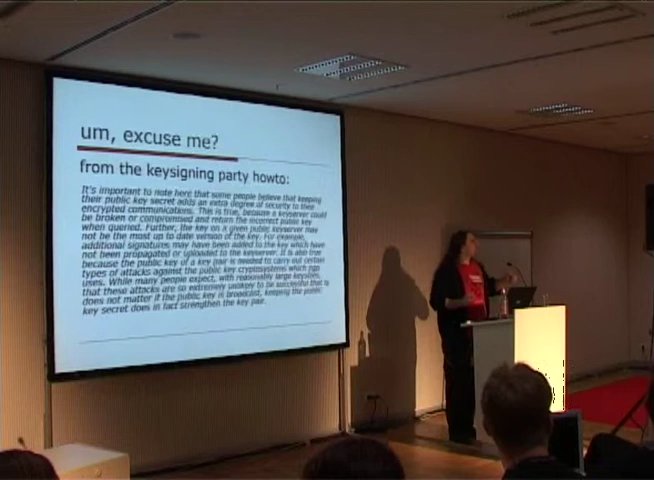 um, excuse me?
from the keysigning party howto:
It's important to note here that some people believe that keeping
their public key secret adds an extra degree of security to their
encrypted communications. This is true, because a keyserver could
be broken or compromised and return the incorrect public key
when queried. Further, the key on a given public keyserver may
not be the most up to date version of the key. For example,
additional signatures may have been added to the key which have
not been propagated or uploaded to the keyserver. It is also true
because the public key of a key pair is needed to carry out certain
types of attacks against the public key cryptosystems which pgp
uses. While many people expect, with reasonably large keysizes,
that these attacks are so extremely unlikely to be successful that is
does not matter if the public key is broadcast, keeping the public
key secret does in fact strengthen the key pair.